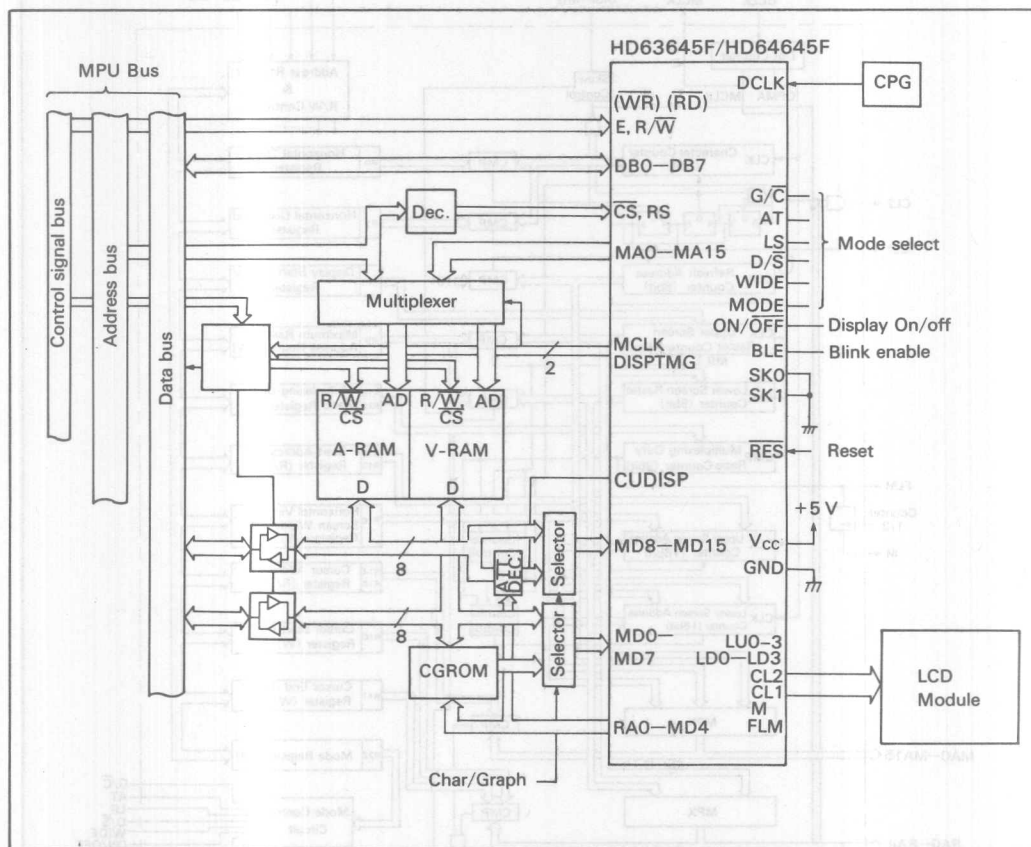 HD63645F/HD64645F
MPU Bus
DCLK
CPG
(WR) (RD)
E, R/W
DB0—DB7
G/C
Dec.
CS, RS
AT
Control signal bus
Address bus
Data bus
MA0—MA15
LS
D/S
Mode select
WIDE
Multiplexer
MODE
ON/OFF
Display On/off
MCLK
DISPTMG
2
BLE
Blink enable
SK0
SK1
R/W, CS
AD
R/W, CS
AD
A-RAM
V-RAM
D
D
RES
Reset
CUDISP
+5 V
8
ATT. DEC.
Selector
MD8—MD15
Vcc
GND
8
CGROM
Selector
MD0—
MD7
LU0-3
LD0—LD3
CL2
CL1
M
FLM
LCD
Module
RA0—MD4
Char/Graph